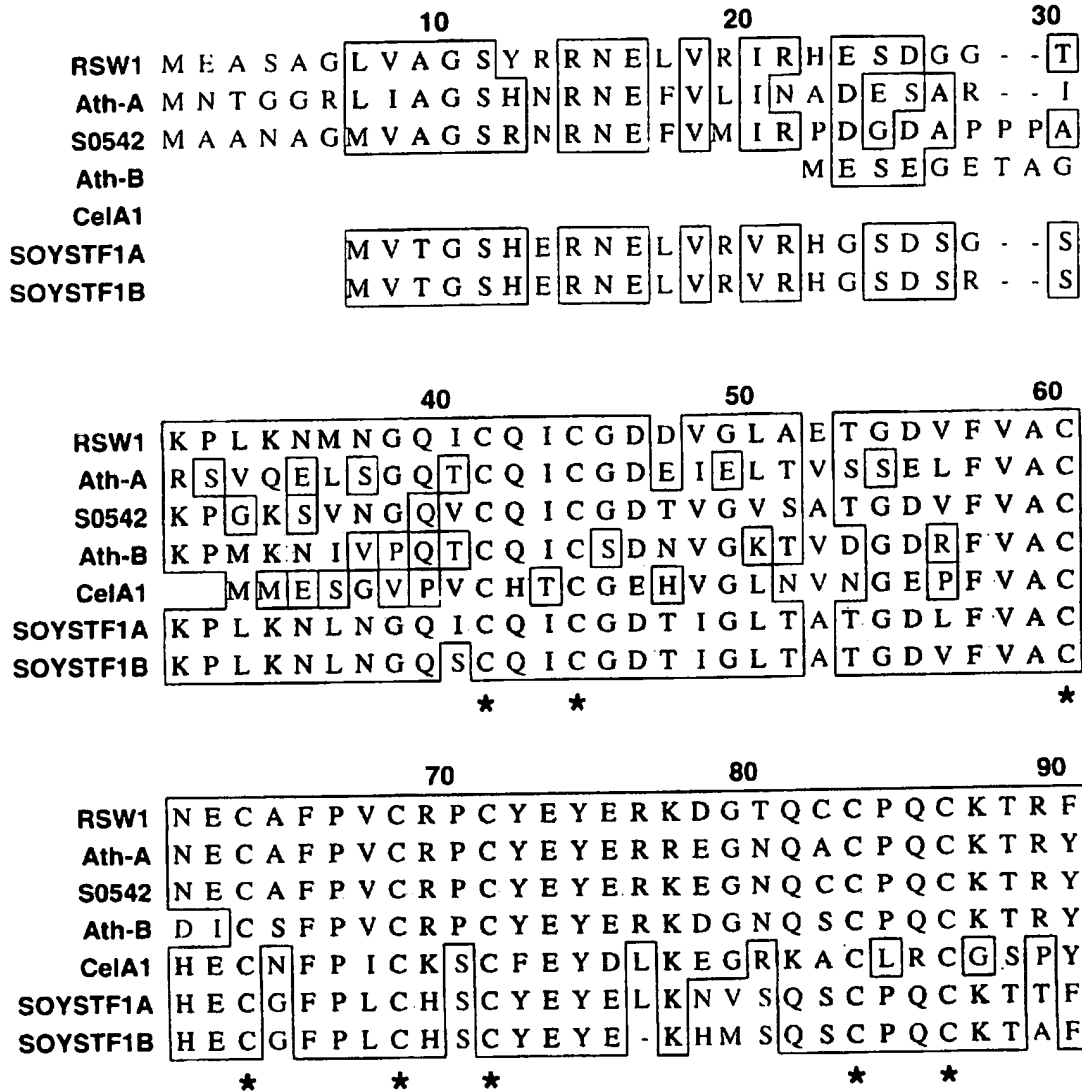 10 20 30
RSW1 M E A S A G L V A G S Y R R N E L V R I R H E S D G G - - T
Ath-A M N T G G R L I A G S H N R N E F V L I N A D E S A R - - I
S0542 M A A N A G M V A G S R N R N E F V M I R P D G D A P P P A
Ath-B M E S E G E T A G
CelA1
SOYSTF1A M V T G S H E R N E L V R V R H G S D S G - - S
SOYSTF1B M V T G S H E R N E L V R V R H G S D S R - - S
40 50 60
RSW1 K P L K N M N G Q I C Q I C G D D V G L A E T G D V F V A C
Ath-A R S V Q E L S G Q T C Q I C G D E I E L T V S S E L F V A C
S0542 K P G K S V N G Q V C Q I C G D T V G V S A T G D V F V A C
Ath-B K P M K N I V P Q T C Q I C S D N V G K T V D G D R F V A C
CelA1 M M E S G V P V C H T C G E H V G L N V N G E P F V A C
SOYSTF1A K P L K N L N G Q I C Q I C G D T I G L T A T G D L F V A C
SOYSTF1B K P L K N L N G Q S C Q I C G D T I G L T A T G D V F V A C
* * *
70 80 90
RSW1 N E C A F P V C R P C Y E Y E R K D G T Q C C P Q C K T R F
Ath-A N E C A F P V C R P C Y E Y E R R E G N Q A C P Q C K T R Y
S0542 N E C A F P V C R P C Y E Y E R K E G N Q C C P Q C K T R Y
Ath-B D I C S F P V C R P C Y E Y E R K D G N Q S C P Q C K T R Y
CelA1 H E C N F P I C K S C F E Y D L K E G R K A C L R C G S P Y
SOYSTF1A H E C G F P L C H S C Y E Y E L K N V S Q S C P Q C K T T F
SOYSTF1B H E C G F P L C H S C Y E Y E - K H M S Q S C P Q C K T A F
* * * * *